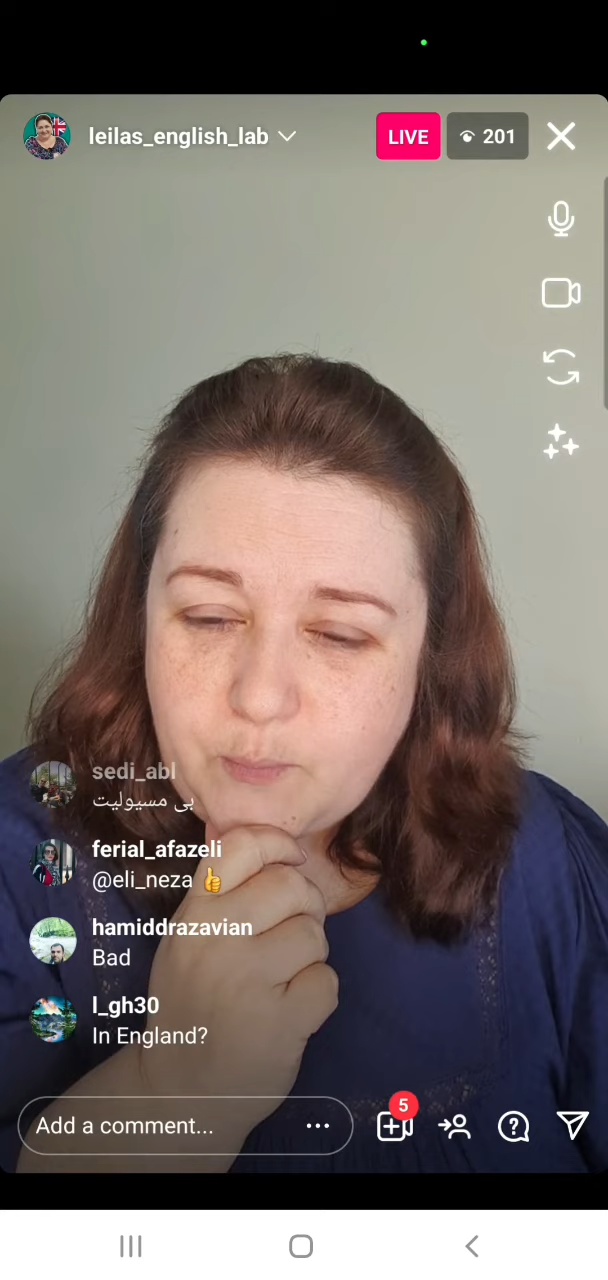 leilas_english_lab
LIVE
201
sedi_abl
بی مسیولیت
ferial_afazeli
@eli_neza 👍
hamiddrazavian
Bad
l_gh30
In England?
Add a comment...
5